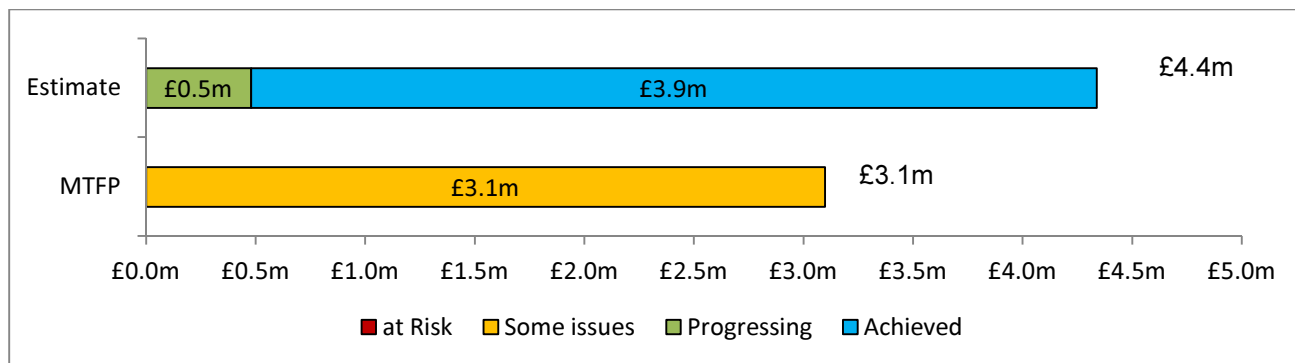 £4.4m
Estimate £0.5m £3.9m
MTFP £3.1m £3.1m
£0.0m £0.5m £1.0m £1.5m £2.0m £2.5m £3.0m £3.5m £4.0m £4.5m £5.0m
at Risk Some issues Progressing Achieved